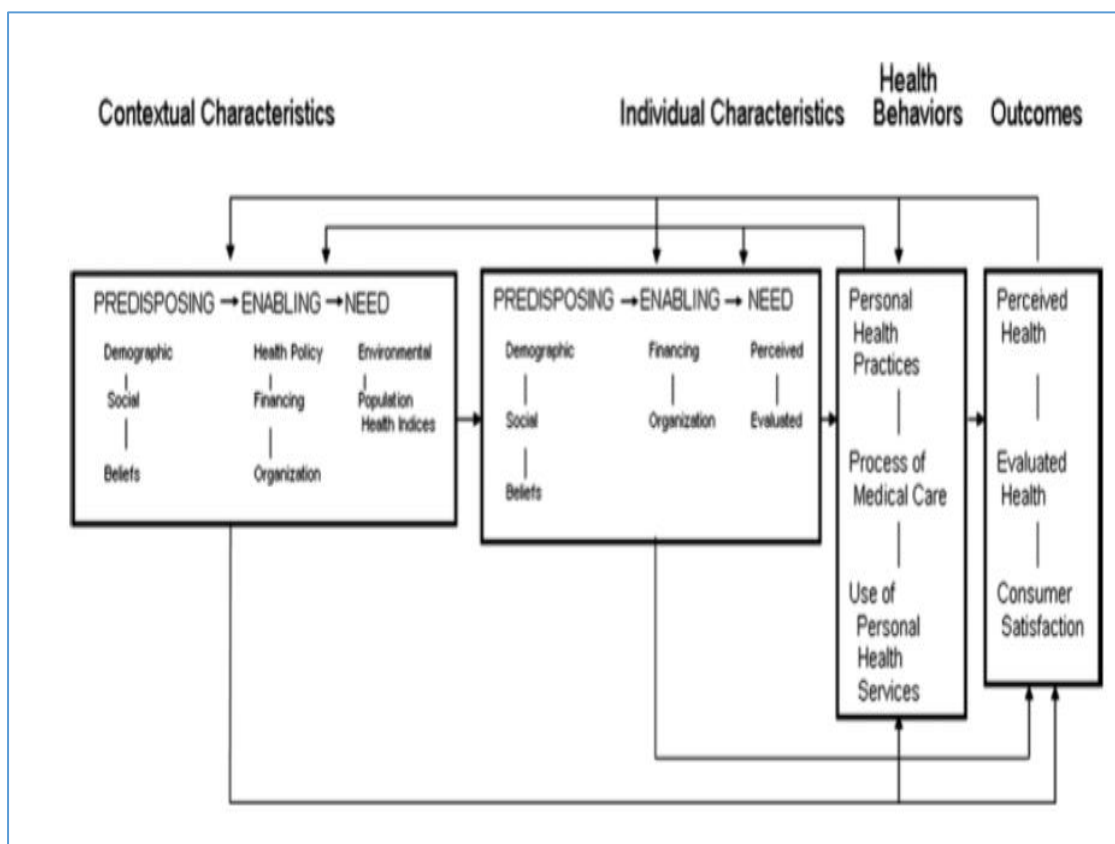 Health
Contextual Characteristics Individual Characteristics Behaviors Outcomes
PREDISPOSING → ENABLING → NEED
Demographic Health Policy Environmental
Social Financing Population
Health Indices
Beliefs Organization
PREDISPOSING → ENABLING → NEED
Demographic Financing Perceived
Social Organization Evaluated
Beliefs
Personal
Health
Practices
Process of
Medical Care
Use of
Personal
Health
Services
Perceived
Health
Evaluated
Health
Consumer
Satisfaction